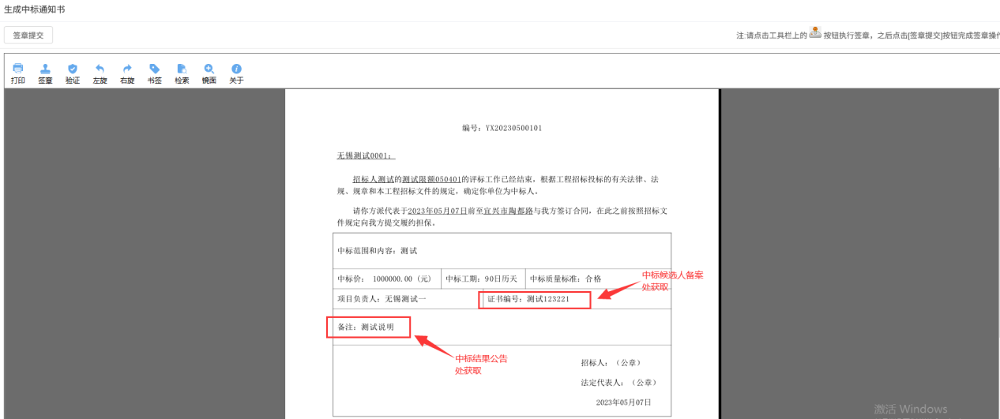 生成中标通知书
签章提交
注:请点击工具栏上的 按钮执行签章，之后点击[签章提交]按钮完成签章操作
打印 签章 验证 左旋 右旋 书签 检索 镜面 关于
编号：YX20230500101
无锡测试0001：
招标人测试的测试限额050401的评标工作已经结束，根据工程招标投标的有关法律、法
规、规章和本工程招标文件的规定，确定你单位为中标人。
请你方派代表于2023年05月07日前至宜兴市陶都路与我方签订合同，在此之前按照招标文
件规定向我方提交履约担保。
中标范围和内容：测试
中标价： 1000000.00（元） 中标工期：90日历天 中标质量标准：合格
中标候选人备案
处获取
项目负责人：无锡测试一 证书编号：测试123221
备注：测试说明
中标结果公告
处获取
招标人：（公章）
法定代表人：（公章）
2023年05月07日
激活 Windows